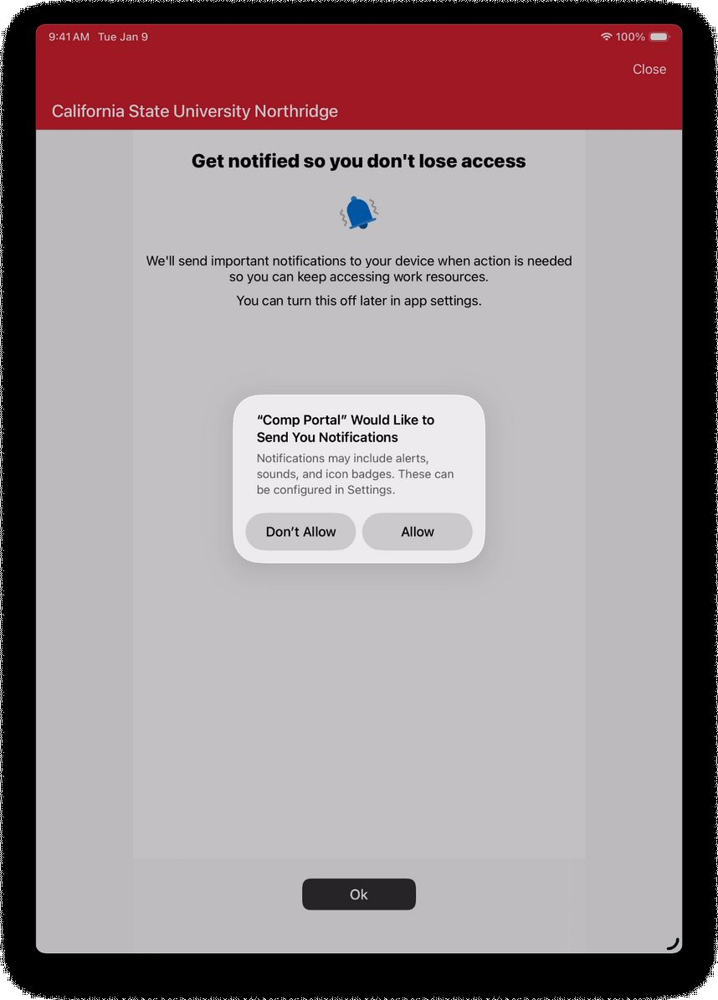 9:41 AM Tue Jan 9
100%
Close
California State University Northridge
Get notified so you don't lose access
We'll send important notifications to your device when action is needed
so you can keep accessing work resources.
You can turn this off later in app settings.
“Comp Portal” Would Like to
Send You Notifications
Notifications may include alerts,
sounds, and icon badges. These can
be configured in Settings.
Don’t Allow
Allow
Ok